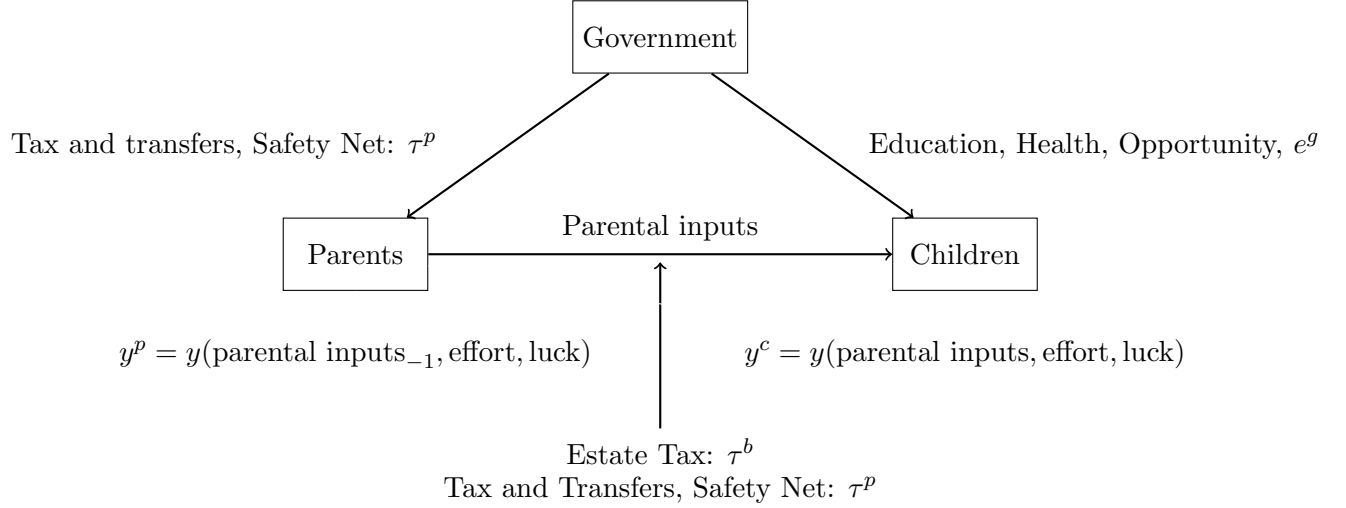 Government
Tax and transfers, Safety Net: τ^p
Education, Health, Opportunity, e^g
Parental inputs
Parents
Children
y^p = y(parental inputs_{−1}, effort, luck)
y^c = y(parental inputs, effort, luck)
Estate Tax: τ^b
Tax and Transfers, Safety Net: τ^p